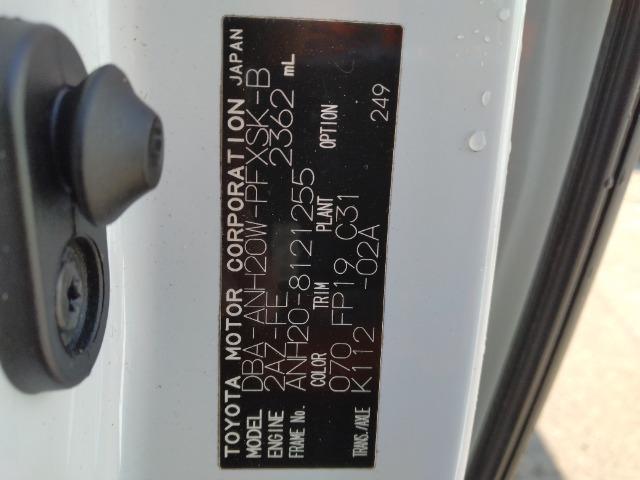 TOYOTA MOTOR CORPORATION JAPAN
MODEL DBA-ANH20W-PFXSK-B
ENGINE 2AZ-FE 2362 mL
FRAME No. ANH20-8121255
COLOR TRIM PLANT OPTION
070 FP19 C31 249
TRANS./AXLE K112 -02A